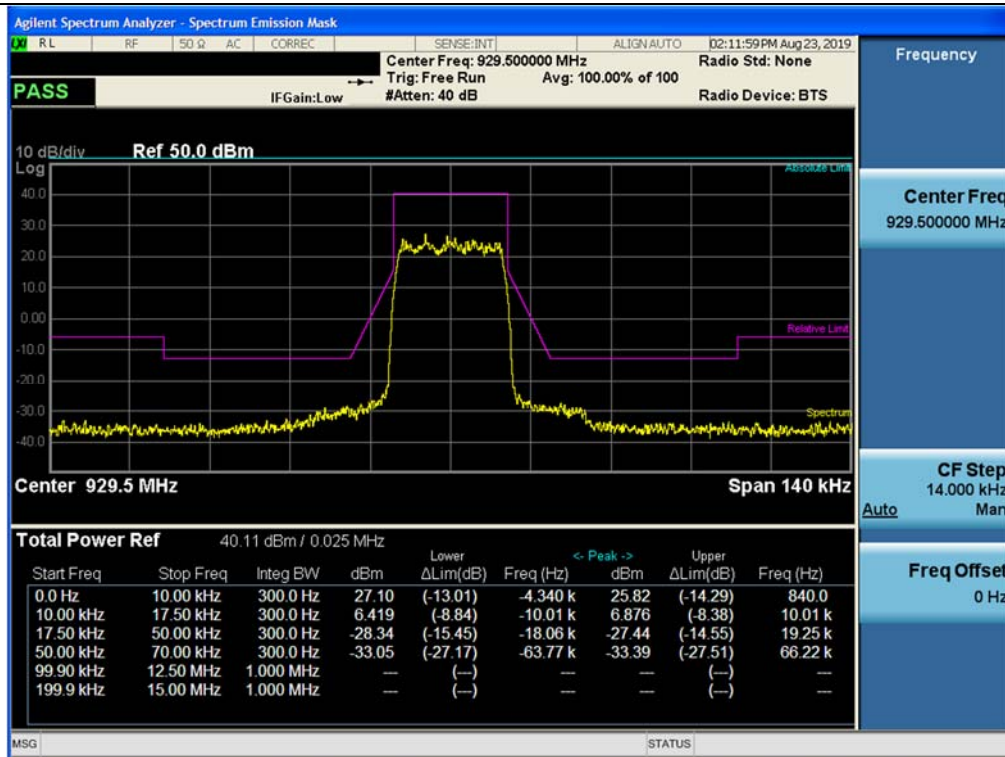 Agilent Spectrum Analyzer - Spectrum Emission Mask
LXI RL RF 50 Ω AC CORREC SENSE:INT ALIGN AUTO 02:11:59 PM Aug 23, 2019
Center Freq: 929.500000 MHz Radio Std: None
Trig: Free Run Avg: 100.00% of 100
PASS IFGain:Low #Atten: 40 dB Radio Device: BTS
10 dB/div Ref 50.0 dBm
Log Absolute Limit
40.0
30.0
20.0
10.0
0.00
Relative Limit
-10.0
-20.0
-30.0
Spectrum
-40.0
Center 929.5 MHz Span 140 kHz
Total Power Ref 40.11 dBm / 0.025 MHz
Lower <- Peak -> Upper
Start Freq Stop Freq Integ BW dBm ΔLim(dB) Freq (Hz) dBm ΔLim(dB) Freq (Hz)
0.0 Hz 10.00 kHz 300.0 Hz 27.10 (-13.01) -4.340 k 25.82 (-14.29) 840.0
10.00 kHz 17.50 kHz 300.0 Hz 6.419 (-8.84) -10.01 k 6.876 (-8.38) 10.01 k
17.50 kHz 50.00 kHz 300.0 Hz -28.34 (-15.45) -18.06 k -27.44 (-14.55) 19.25 k
50.00 kHz 70.00 kHz 300.0 Hz -33.05 (-27.17) -63.77 k -33.39 (-27.51) 66.22 k
99.90 kHz 12.50 MHz 1.000 MHz --- (---) --- --- (---) ---
199.9 kHz 15.00 MHz 1.000 MHz --- (---) --- --- (---) ---
MSG STATUS
Frequency
Center Freq
929.500000 MHz
CF Step
14.000 kHz
Auto Man
Freq Offset
0 Hz